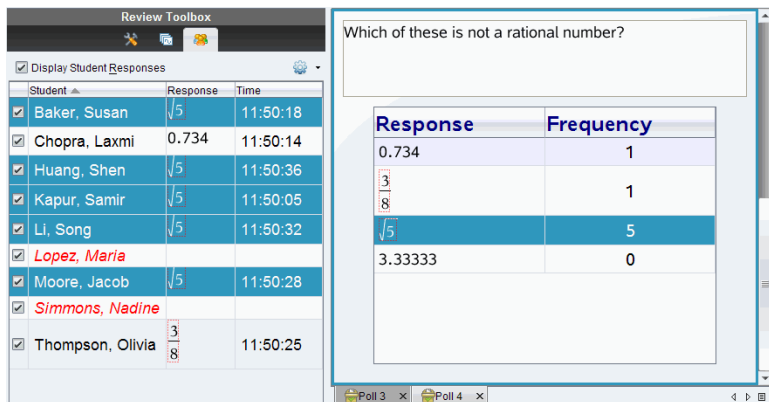 Review Toolbox
Display Student Responses
Student Response Time
Baker, Susan √5 11:50:18
Chopra, Laxmi 0.734 11:50:14
Huang, Shen √5 11:50:36
Kapur, Samir √5 11:50:05
Li, Song √5 11:50:32
Lopez, Maria
Moore, Jacob √5 11:50:28
Simmons, Nadine
Thompson, Olivia 3/8 11:50:25
Which of these is not a rational number?
Response Frequency
0.734 1
3/8 1
√5 5
3.33333 0
Poll 3 Poll 4